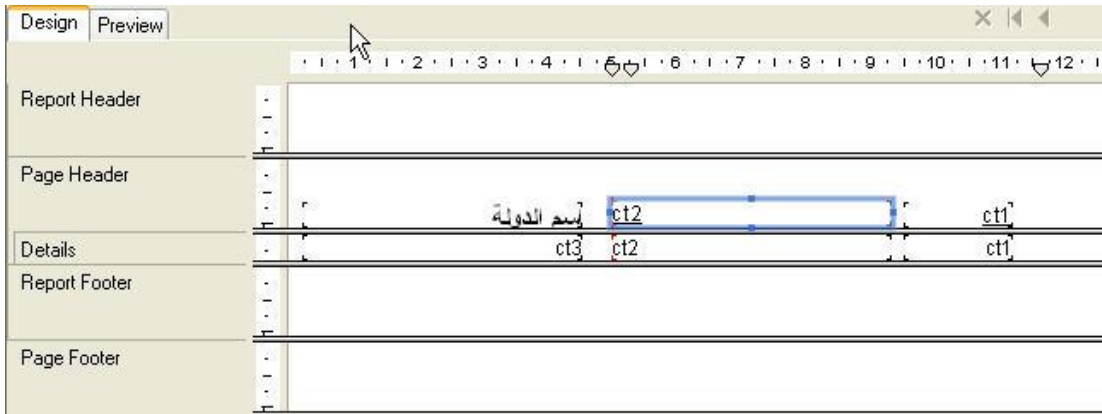 Design Preview
1 2 3 4 5 6 7 8 9 10 11 12
Report Header
Page Header
إسم الدولة ct2 ct1
Details ct3 ct2 ct1
Report Footer
Page Footer